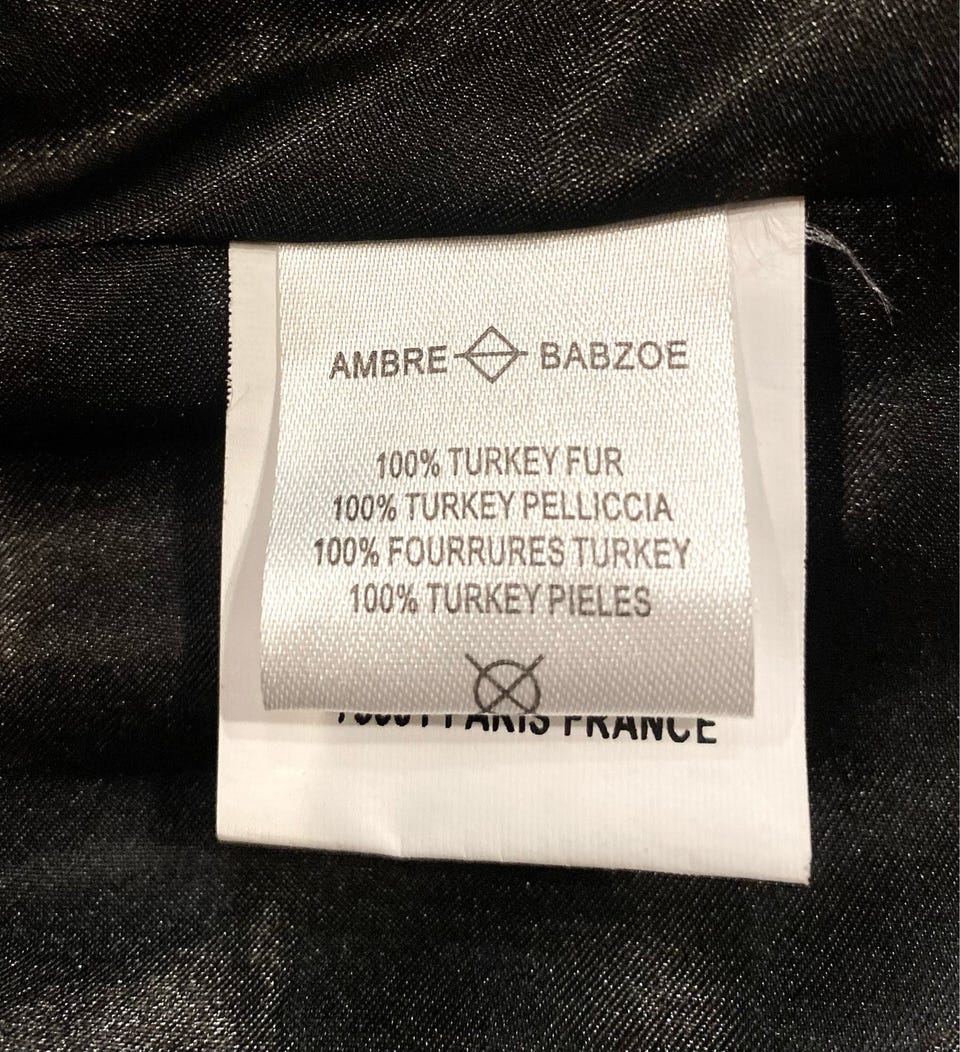 AMBRE BABZOE
100% TURKEY FUR
100% TURKEY PELLICCIA
100% FOURRURES TURKEY
100% TURKEY PIELES
PARIS FRANCE